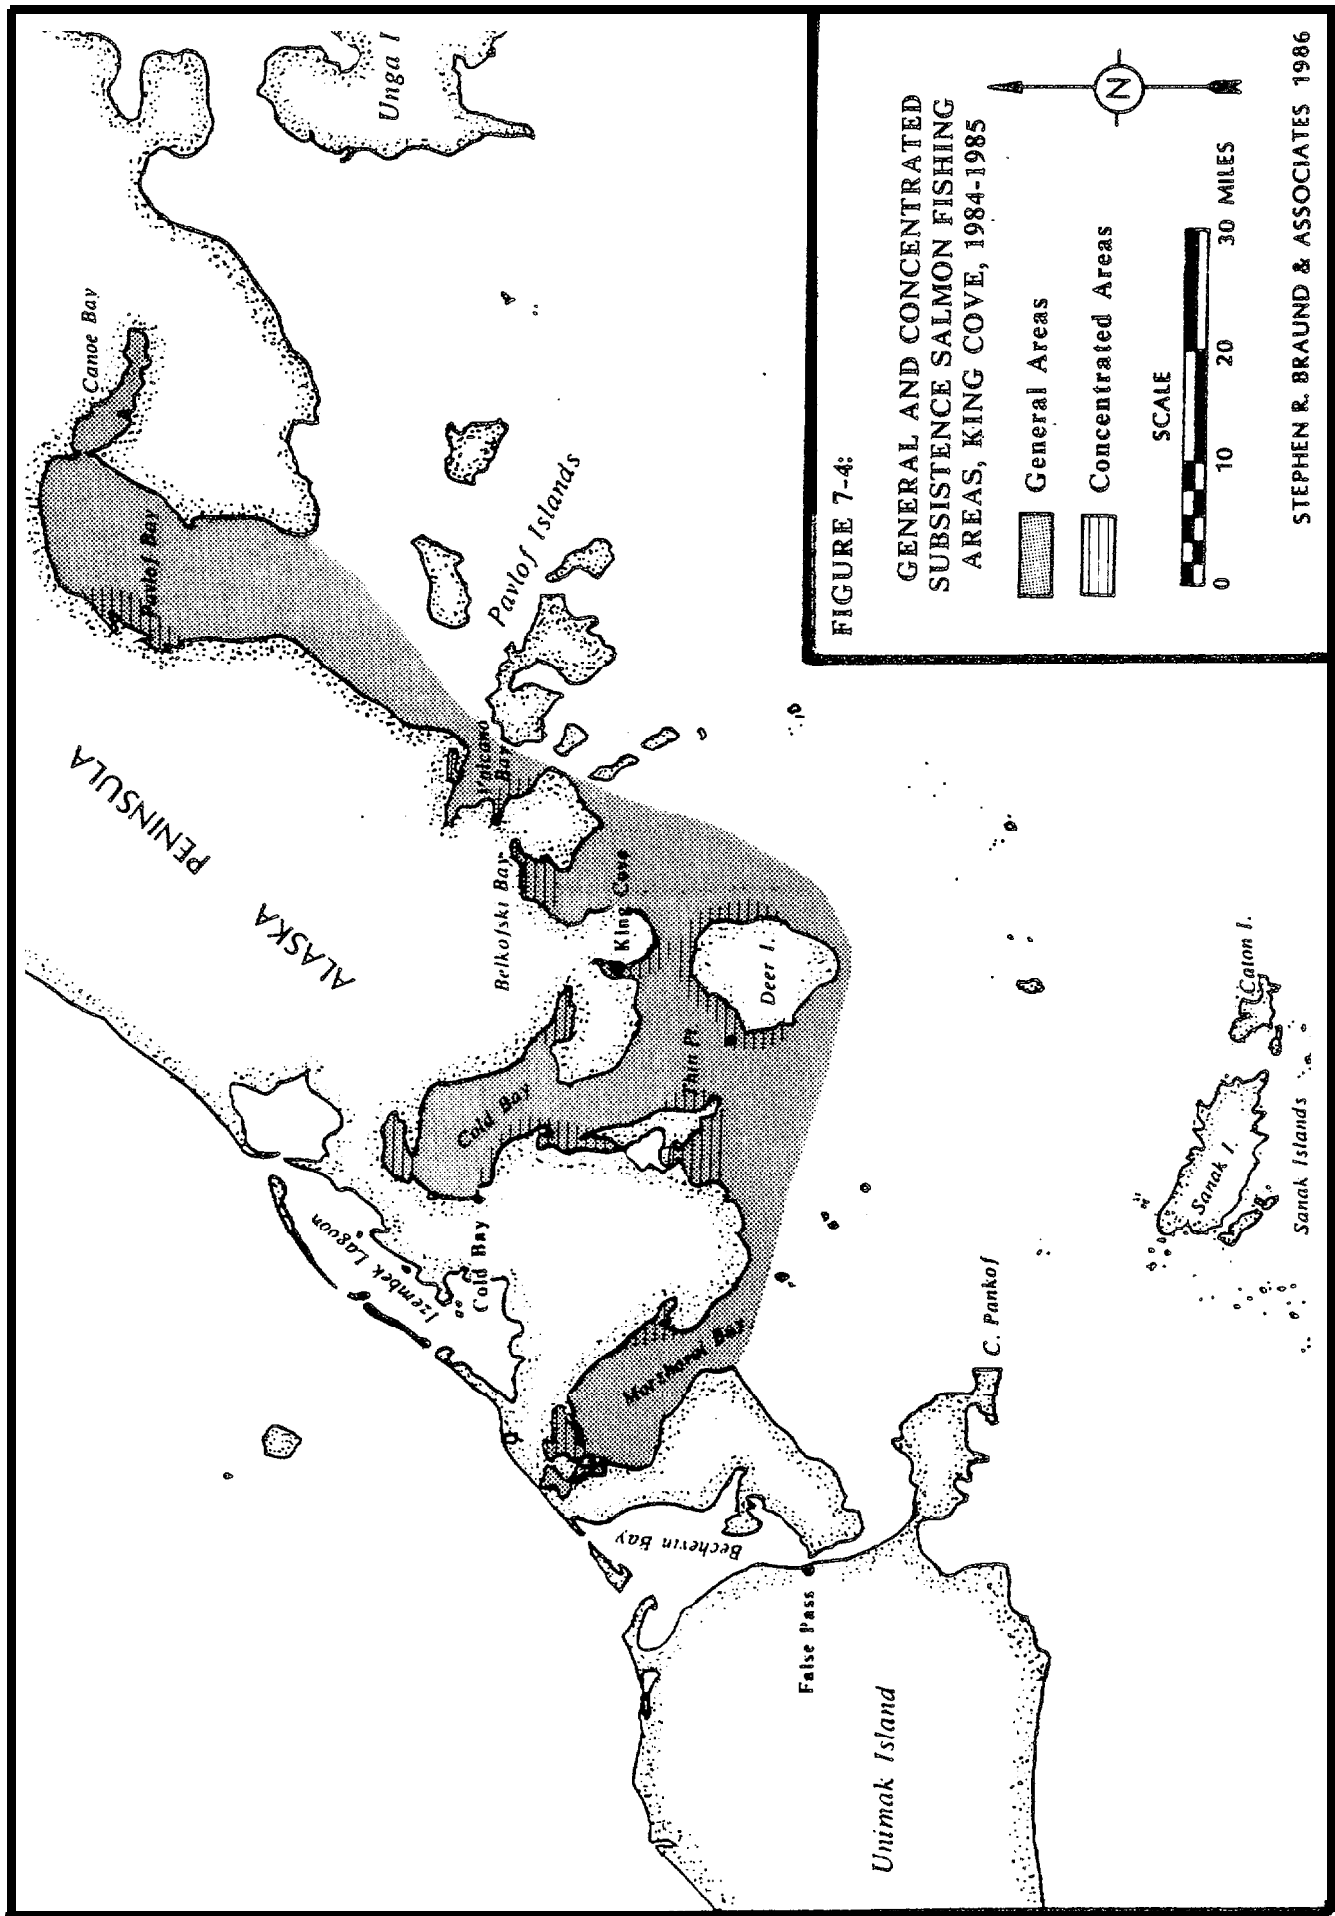 Unimak Island
False Pass
Bechevin Bay
C. Pankof
Sanak I.
Sanak Islands
Caton I.
Morzhovoi Bay
Izembek Lagoon
Cold Bay
Cold Bay
Thin Pt
Deer I.
King Cove
Belkofski Bay
Volcano
Bay
ALASKA
PENINSULA
Pavlof Islands
Pavlof Bay
Canoe Bay
Unga I
FIGURE 7-4:
GENERAL AND CONCENTRATED
SUBSISTENCE SALMON FISHING
AREAS, KING COVE, 1984-1985
General Areas
Concentrated Areas
SCALE
0 10 20 30 MILES
N
STEPHEN R. BRAUND & ASSOCIATES 1986